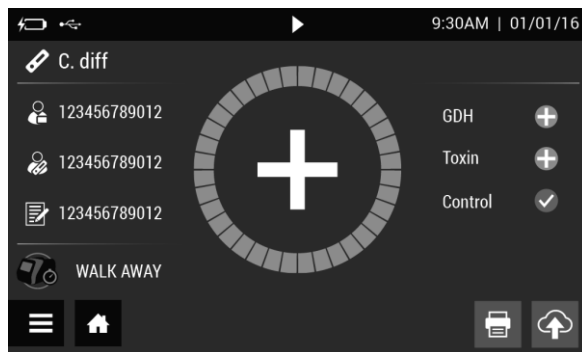 9:30AM | 01/01/16
C. diff
123456789012
123456789012
123456789012
WALK AWAY
GDH
Toxin
Control